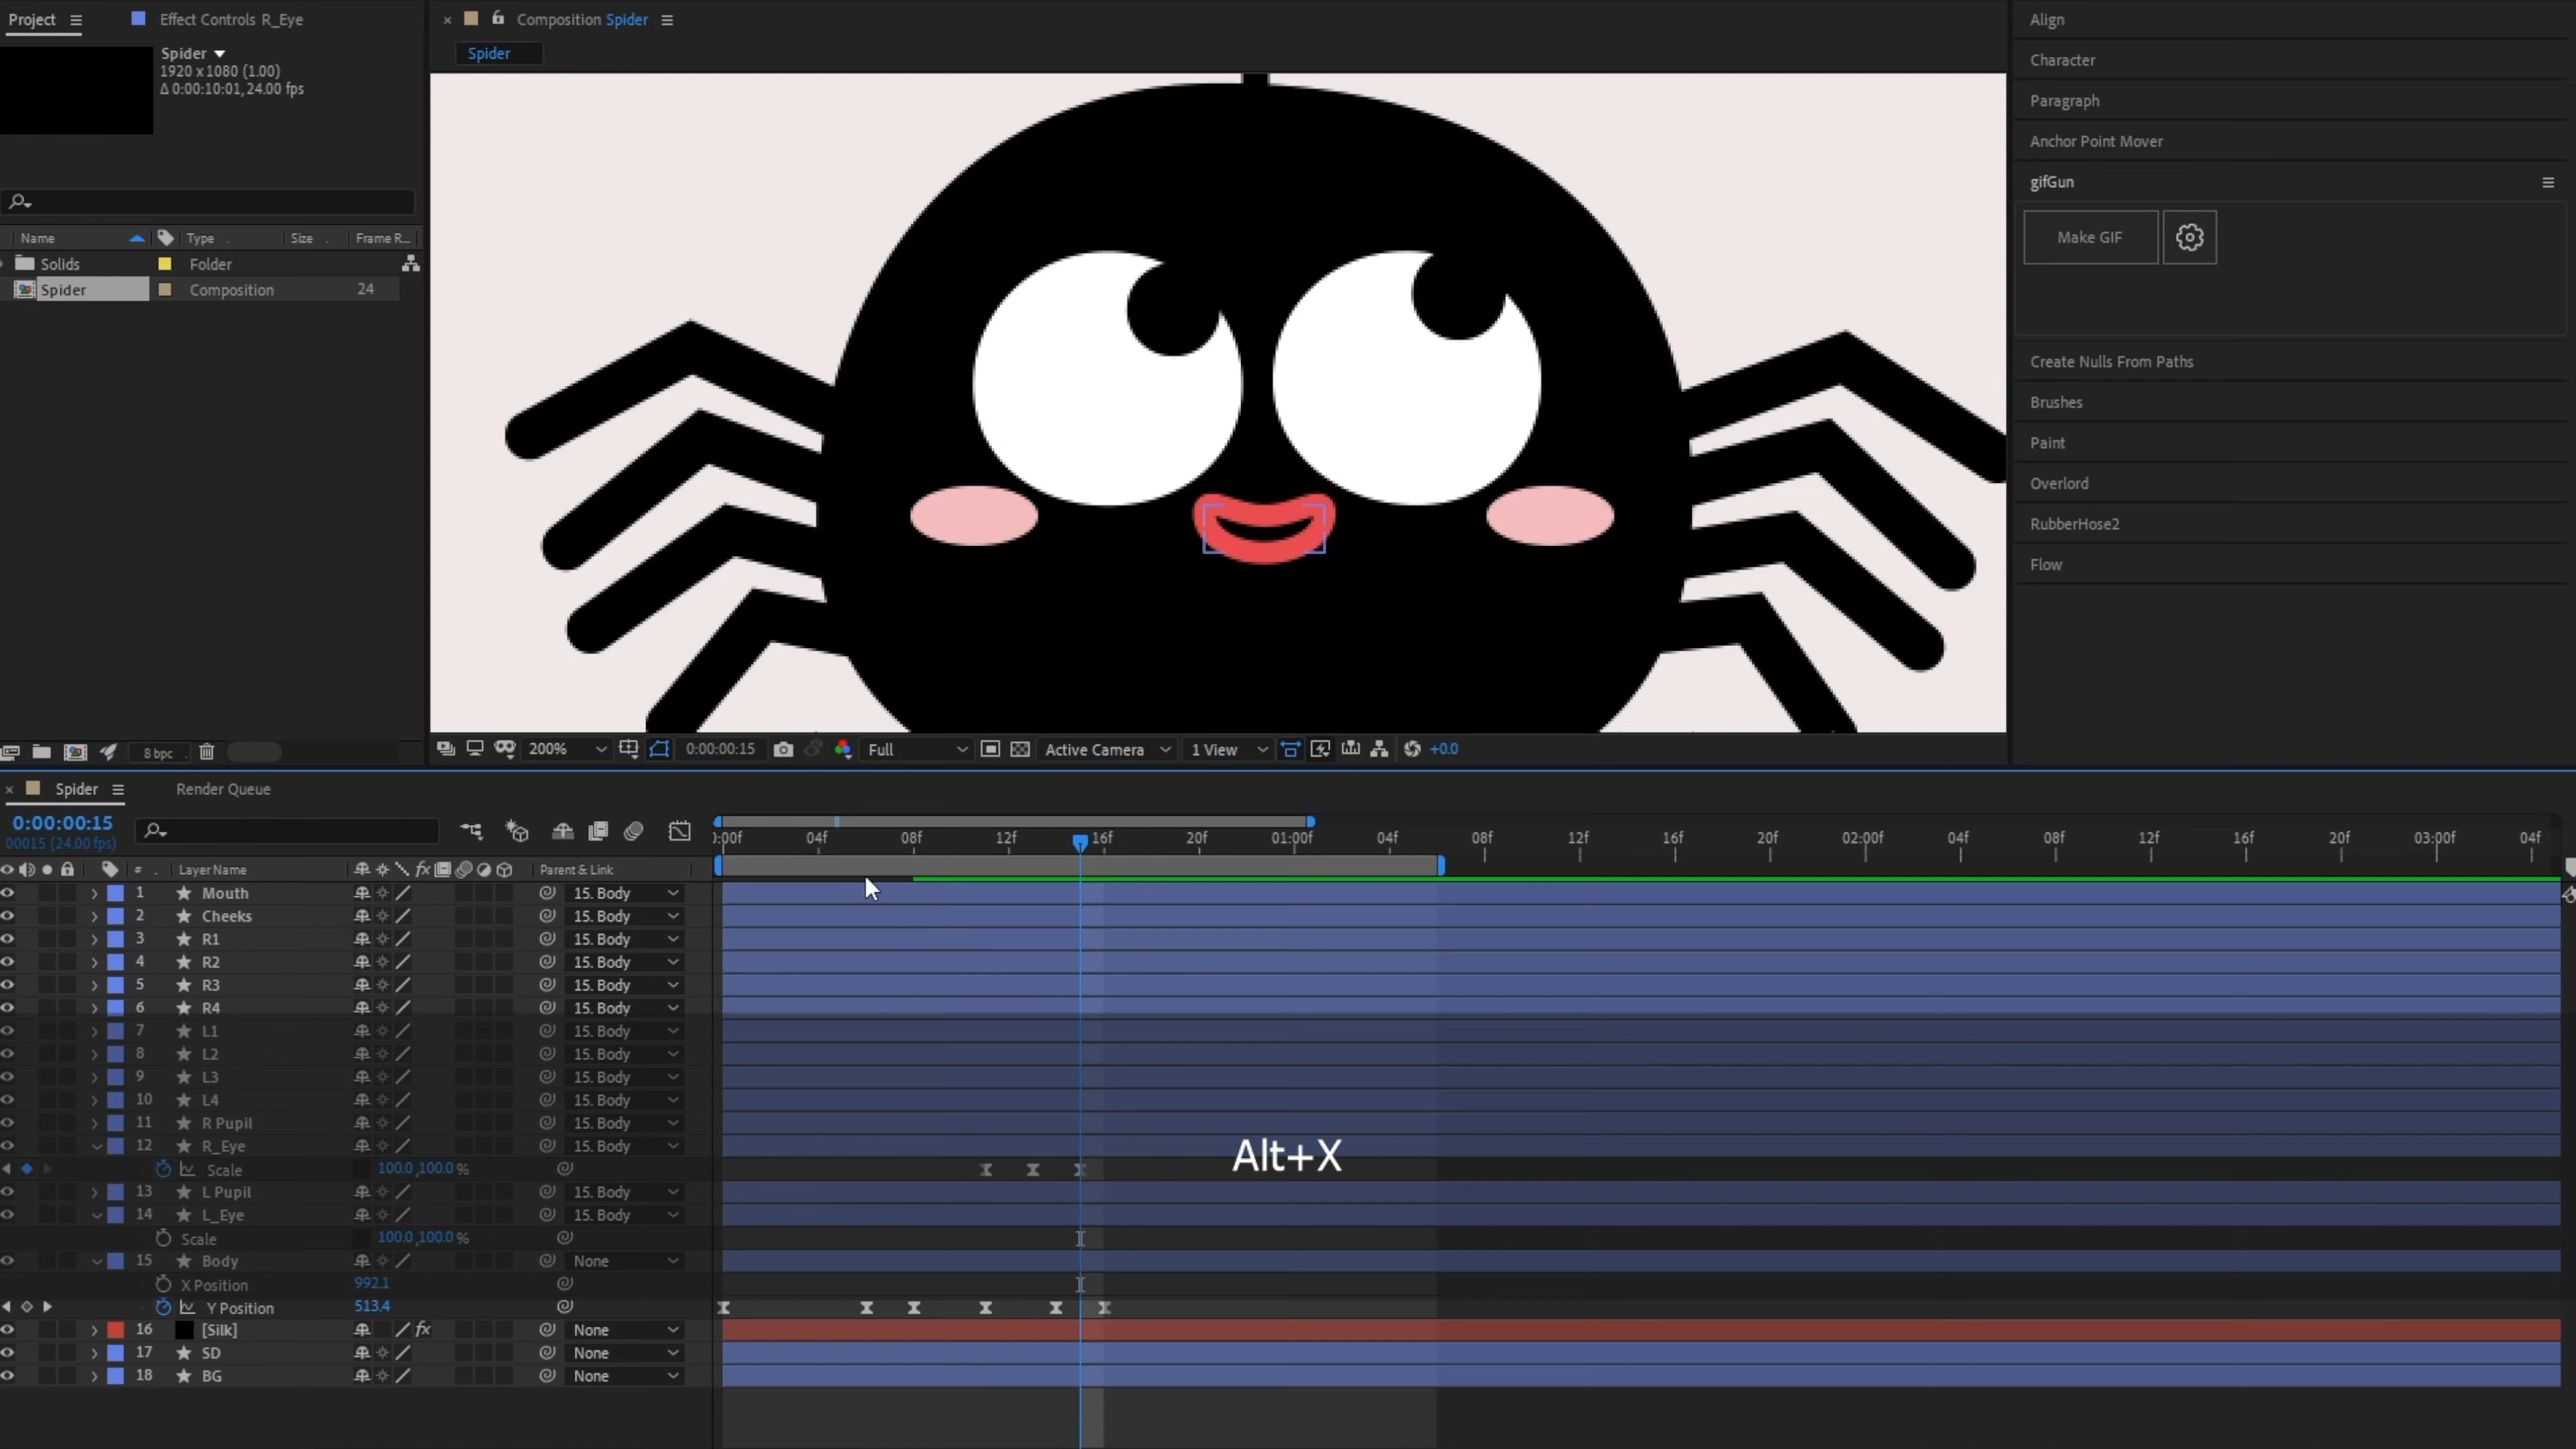 Project
Effect Controls R_Eye
Composition Spider
Spider
Spider
1920 x 1080 (1.00)
Δ 0:00:10:01, 24.00 fps
Name Type Size Frame R...
Solids Folder
Spider Composition 24
8 bpc
200% 0:00:00:15 Full Active Camera 1 View +0.0
Align
Character
Paragraph
Anchor Point Mover
gifGun
Make GIF
Create Nulls From Paths
Brushes
Paint
Overlord
RubberHose2
Flow
Spider Render Queue
0:00:00:15
00015 (24.00 fps)
):00f 04f 08f 12f 16f 20f 01:00f 04f 08f 12f 16f 20f 02:00f 04f 08f 12f 16f 20f 03:00f 04f
# Layer Name fx Parent & Link
1 Mouth 15. Body
2 Cheeks 15. Body
3 R1 15. Body
4 R2 15. Body
5 R3 15. Body
6 R4 15. Body
7 L1 15. Body
8 L2 15. Body
9 L3 15. Body
10 L4 15. Body
11 R Pupil 15. Body
12 R_Eye 15. Body
Alt+X
Scale 100.0,100.0 %
13 L Pupil 15. Body
14 L_Eye 15. Body
Scale 100.0,100.0 %
15 Body None
X Position 992.1
Y Position 513.4
16 [Silk] fx None
17 SD None
18 BG None